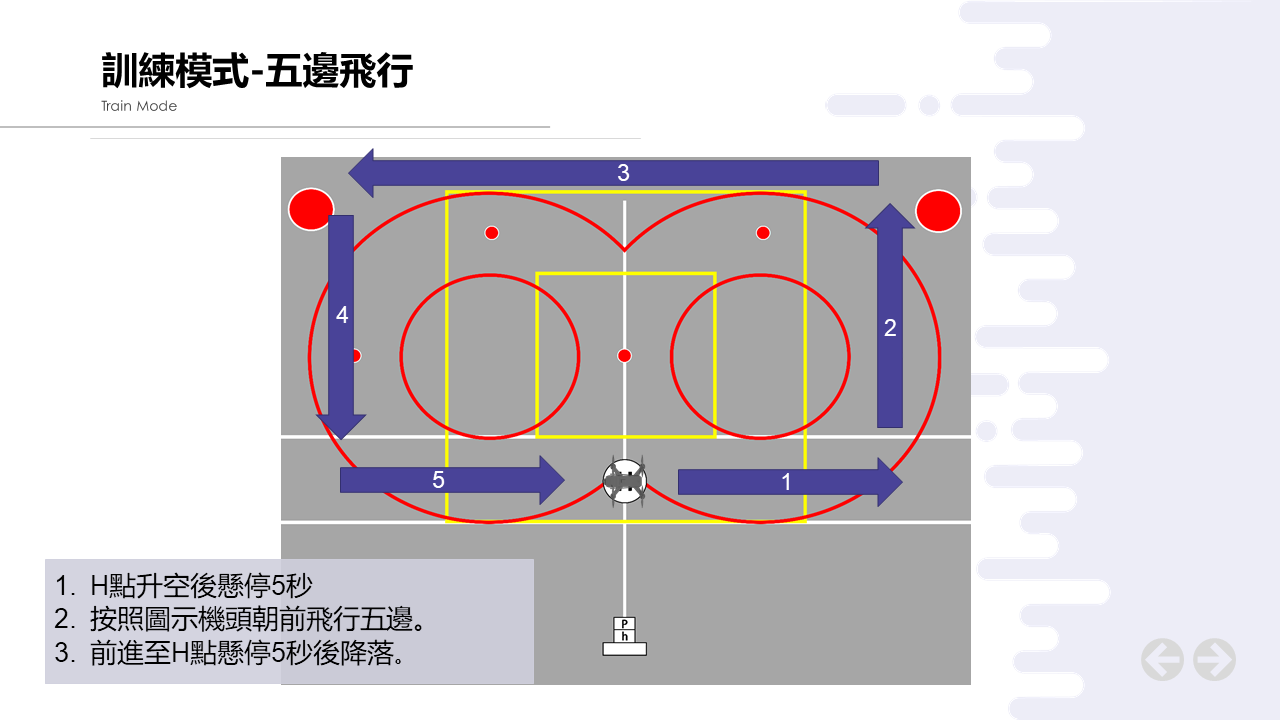 訓練模式-五邊飛行
Train Mode
3
4
2
5
1
P
h
1. H點升空後懸停5秒
2. 按照圖示機頭朝前飛行五邊。
3. 前進至H點懸停5秒後降落。